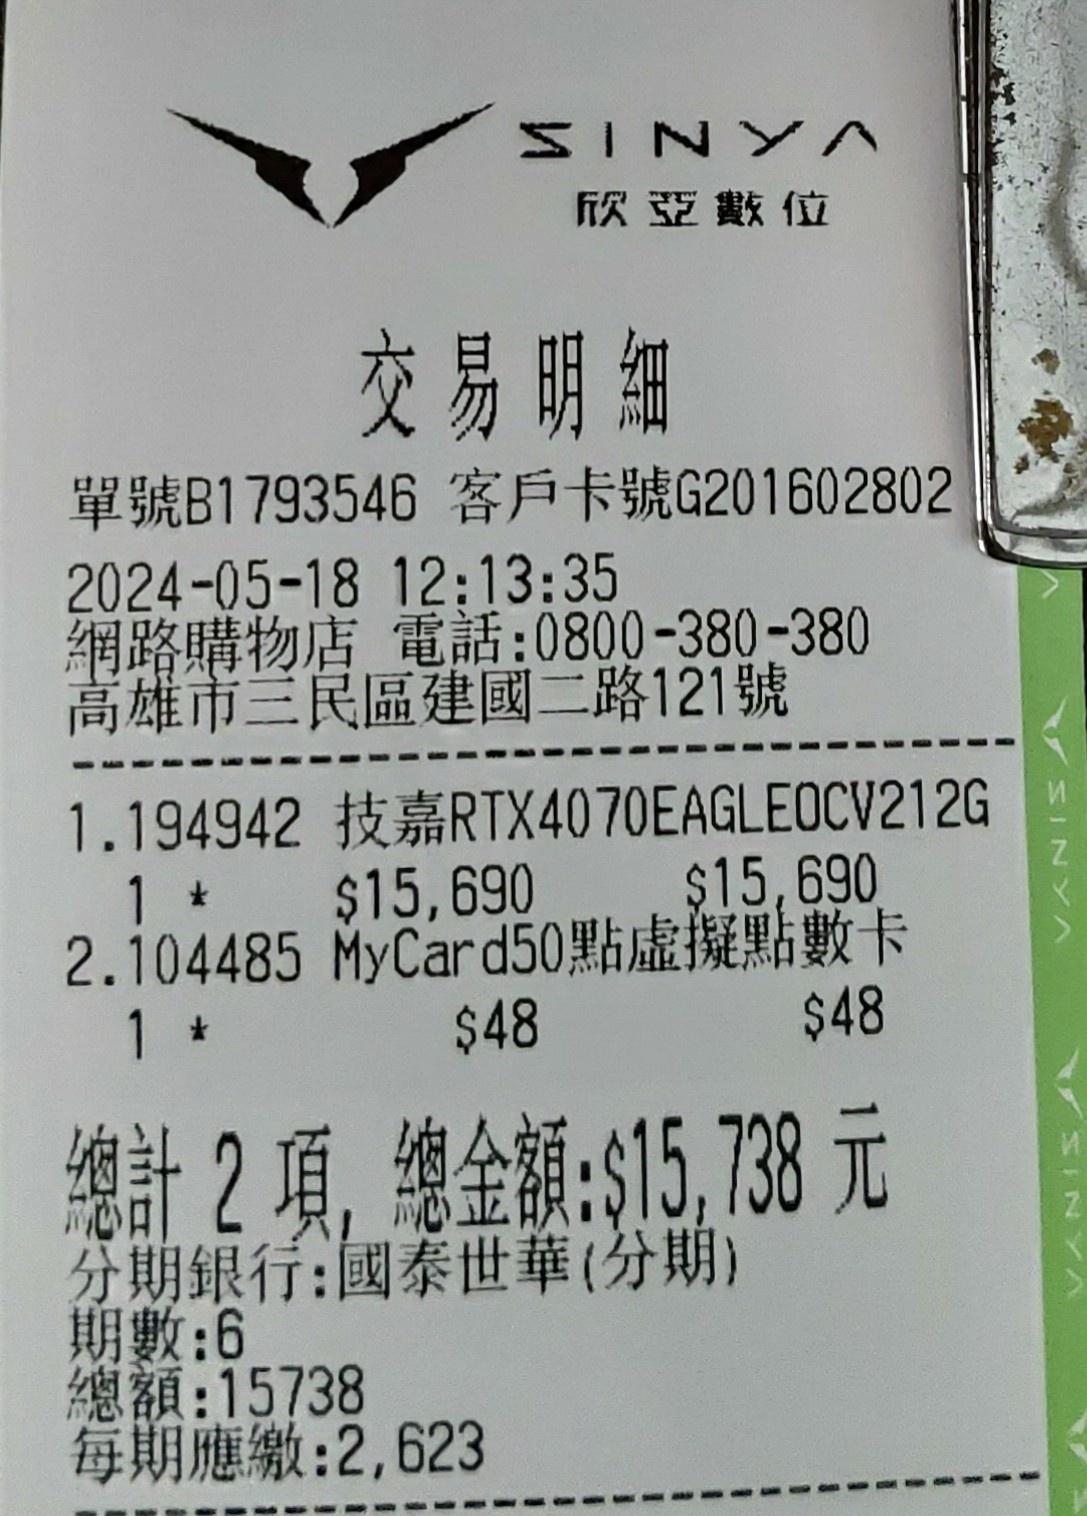 SINYA
欣亞數位
交易明細
單號B1793546 客戶卡號G201602802
2024-05-18 12:13:35
網路購物店 電話:0800-380-380
高雄市三民區建國二路121號
1.194942 技嘉RTX4070EAGLEOCV212G
1 * $15,690 $15,690
2.104485 MyCard50點虛擬點數卡
1 * $48 $48
總計 2 項, 總金額:$15,738 元
分期銀行:國泰世華(分期)
期數:6
總額:15738
每期應繳:2,623
SINYA
SINYA